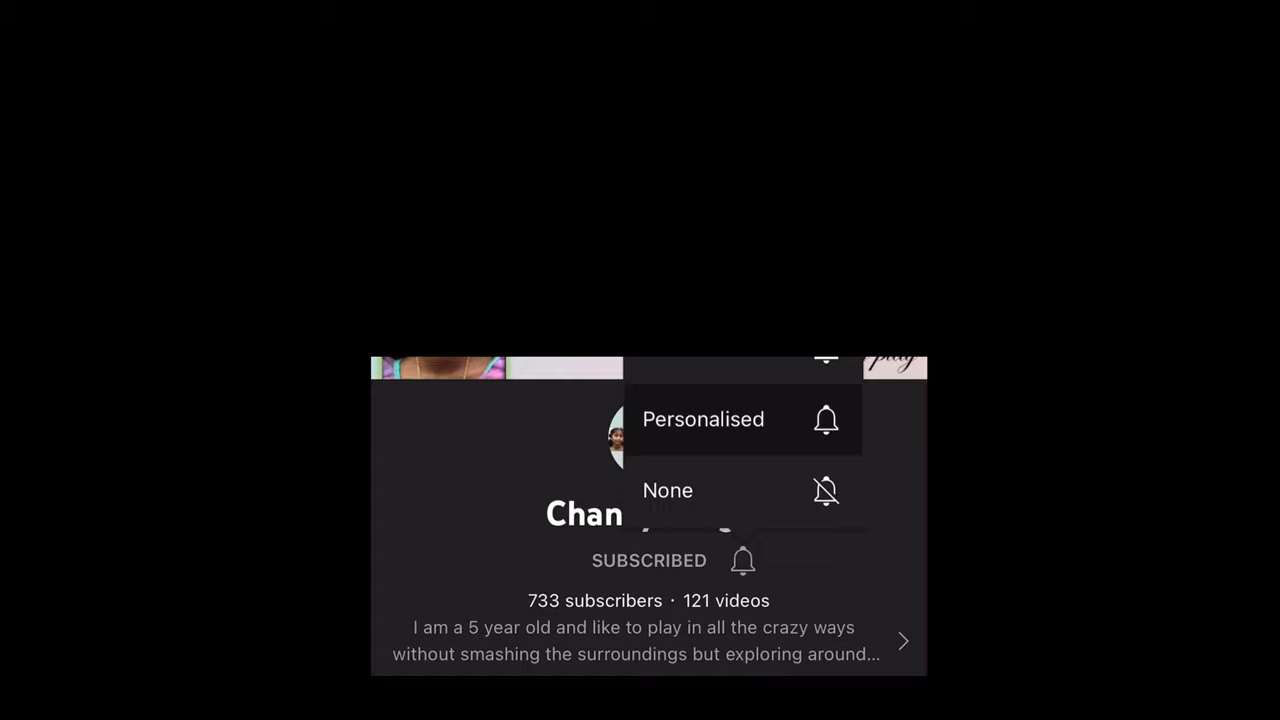 play
Personalised
None
Chan
SUBSCRIBED
733 subscribers · 121 videos
I am a 5 year old and like to play in all the crazy ways
without smashing the surroundings but exploring around...